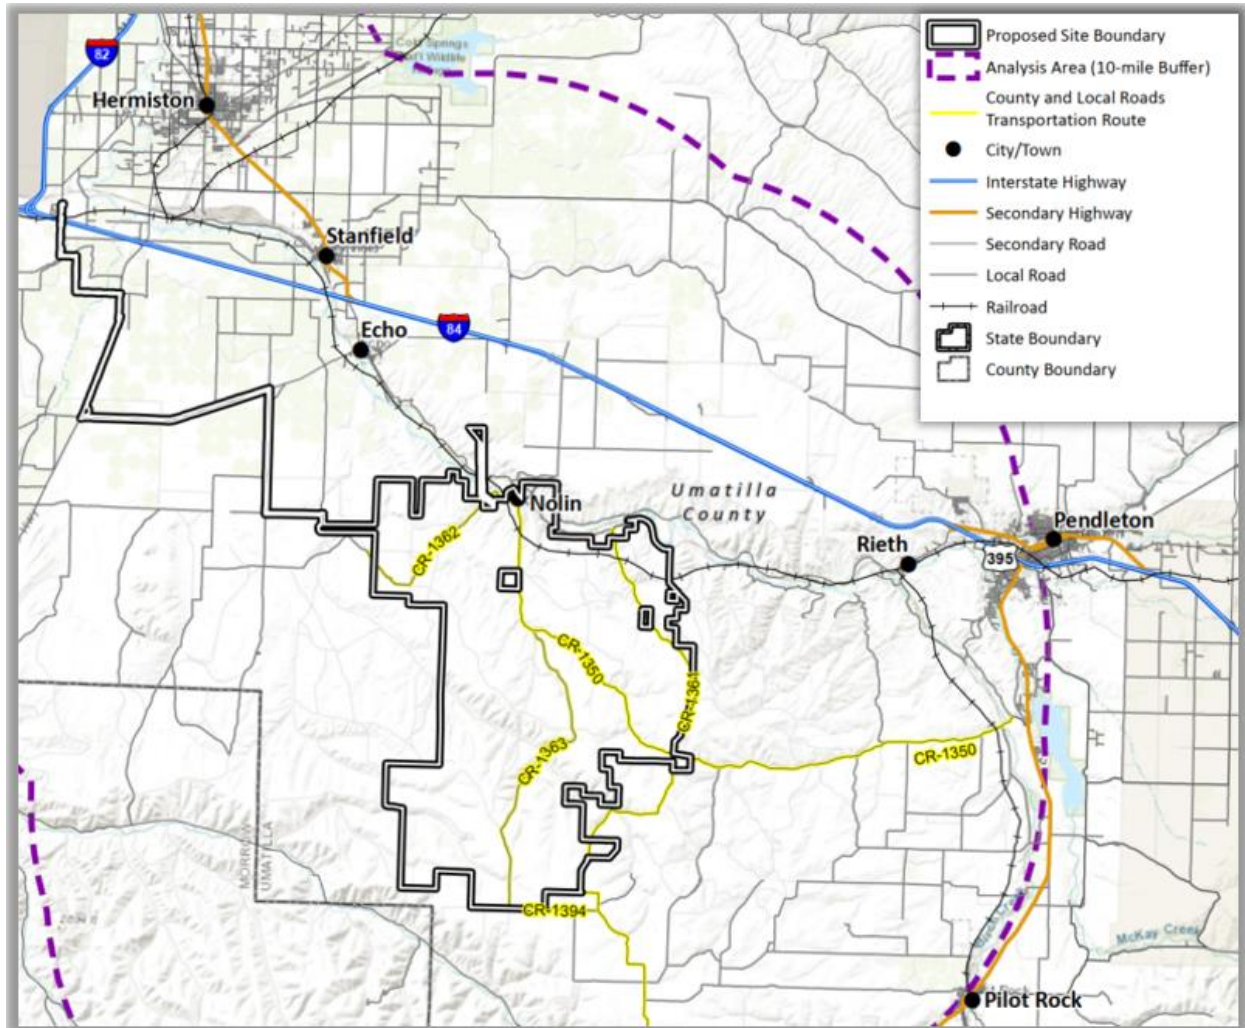 82
Hermiston
Stanfield
Echo
84
Nolin
Umatilla
County
Rieth
Pendleton
395
CR-1362
CR-1350
CR-1361
CR-1363
CR-1350
CR-1394
MORROW
UMATILLA
McKay Creek
Pilot Rock
Proposed Site Boundary
Analysis Area (10-mile Buffer)
County and Local Roads
Transportation Route
City/Town
Interstate Highway
Secondary Highway
Secondary Road
Local Road
Railroad
State Boundary
County Boundary